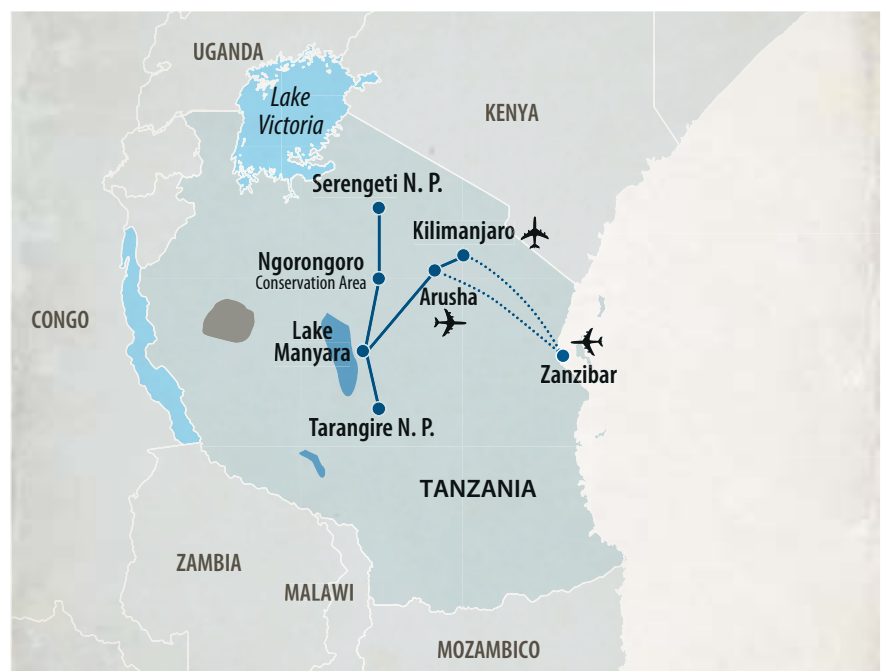 UGANDA
Lake
Victoria
KENYA
Serengeti N. P.
Kilimanjaro
Ngorongoro
Conservation Area
Arusha
CONGO
Lake
Manyara
Zanzibar
Tarangire N. P.
TANZANIA
ZAMBIA
MALAWI
MOZAMBICO